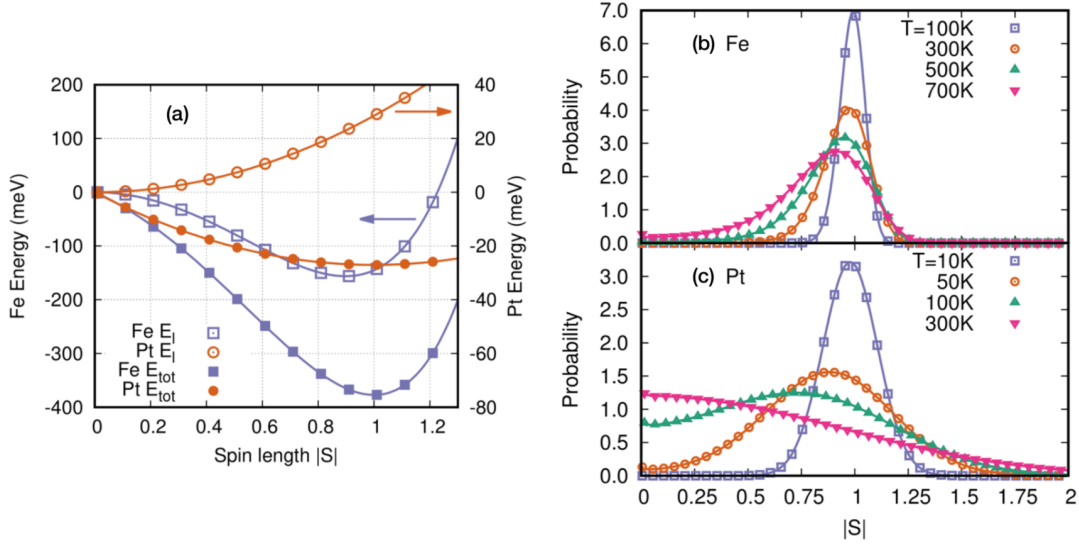 (a)
Fe Energy (meV)
200
100
0
-100
-200
-300
-400
40
20
0
-20
-40
-60
-80
Pt Energy (meV)
Fe E_l
Pt E_l
Fe E_tot
Pt E_tot
0 0.2 0.4 0.6 0.8 1 1.2
Spin length |S|
(b) Fe
Probability
7.0
6.0
5.0
4.0
3.0
2.0
1.0
0.0
T=100K
300K
500K
700K
(c) Pt
Probability
3.0
2.5
2.0
1.5
1.0
0.5
0.0
T=10K
50K
100K
300K
0.0 0.25 0.5 0.75 1 1.25 1.5 1.75 2
|S|